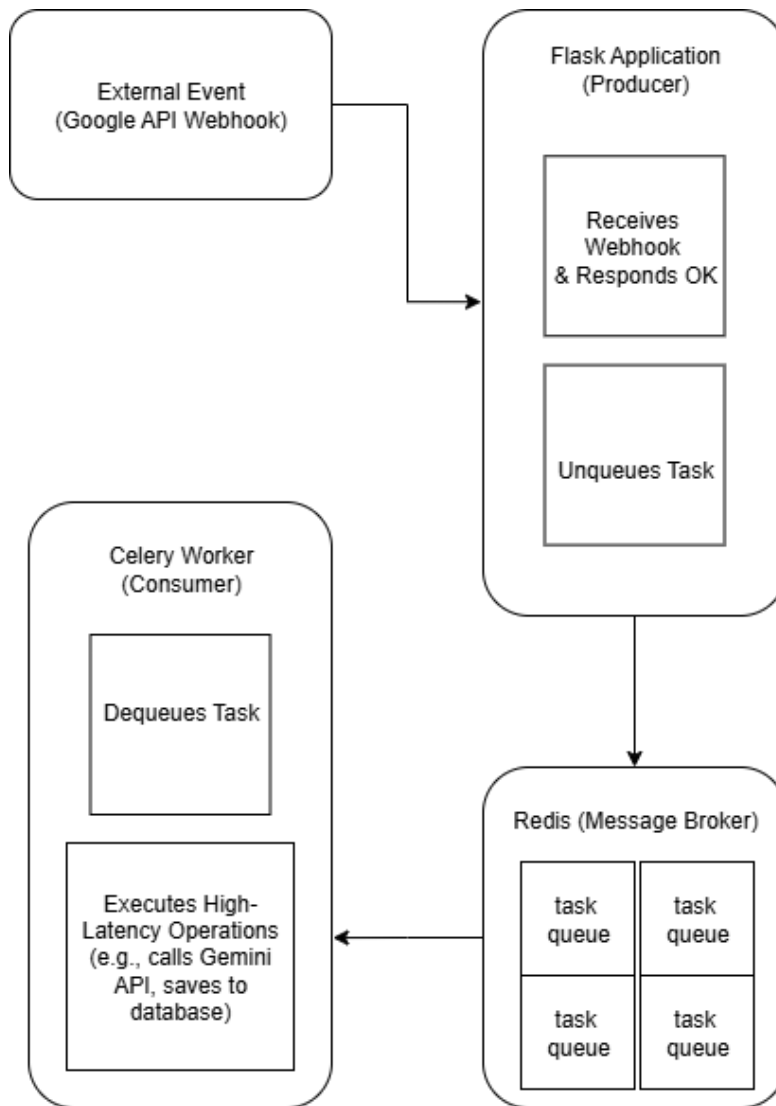 External Event
(Google API Webhook)
Flask Application
(Producer)
Receives
Webhook
& Responds OK
Unqueues Task
Celery Worker
(Consumer)
Dequeues Task
Executes High-
Latency Operations
(e.g., calls Gemini
API, saves to
database)
Redis (Message Broker)
task
queue
task
queue
task
queue
task
queue